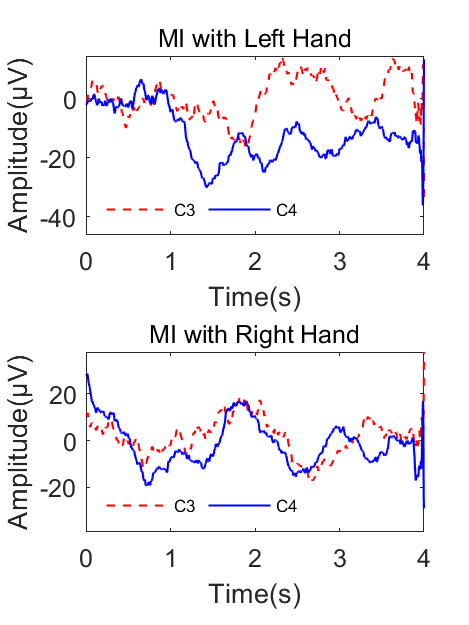 MI with Left Hand
Amplitude(μV)
0
-20
-40
C3 C4
0 1 2 3 4
Time(s)
MI with Right Hand
Amplitude(μV)
20
0
-20
C3 C4
0 1 2 3 4
Time(s)